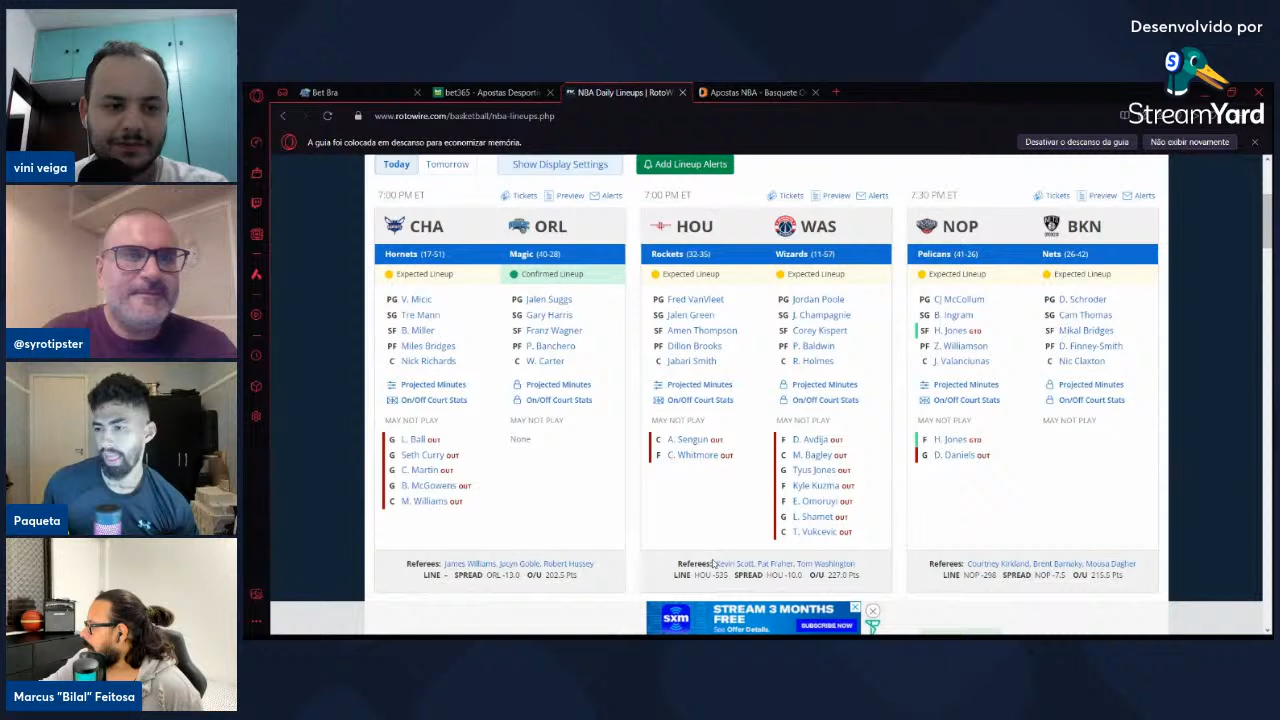 Desenvolvido por
StreamYard
vini veiga
@syrotipster
Paqueta
Marcus "Bilal" Feitosa
Bet Bra
bet365 - Apostas Desporti
NBA Daily Lineups | RotoW
Apostas NBA - Basquete
www.rotowire.com/basketball/nba-lineups.php
A guia foi colocada em descanso para economizar memória.
Desativar o descanso da guia
Não exibir novamente
Today Tomorrow Show Display Settings Add Lineup Alerts
7:00 PM ET Tickets Preview Alerts
CHA ORL
Hornets (17-51) Magic (40-28)
Expected Lineup Confirmed Lineup
PG V. Micic PG Jalen Suggs
SG Tre Mann SG Gary Harris
SF B. Miller SF Franz Wagner
PF Miles Bridges PF P. Banchero
C Nick Richards C W. Carter
Projected Minutes Projected Minutes
On/Off Court Stats On/Off Court Stats
MAY NOT PLAY MAY NOT PLAY
G L. Ball OUT None
G Seth Curry OUT
G C. Martin OUT
G B. McGowens OUT
C M. Williams OUT
Referees: James Williams, Jacyn Goble, Robert Hussey
LINE - SPREAD ORL -13.0 O/U 202.5 Pts
7:00 PM ET Tickets Preview Alerts
HOU WAS
Rockets (32-35) Wizards (11-57)
Expected Lineup Expected Lineup
PG Fred VanVleet PG Jordan Poole
SG Jalen Green SG J. Champagnie
SF Amen Thompson SF Corey Kispert
PF Dillon Brooks PF P. Baldwin
C Jabari Smith C R. Holmes
Projected Minutes Projected Minutes
On/Off Court Stats On/Off Court Stats
MAY NOT PLAY MAY NOT PLAY
C A. Sengun OUT F D. Avdija OUT
F C. Whitmore OUT C M. Bagley OUT
G Tyus Jones OUT
F Kyle Kuzma OUT
F E. Omoruyi OUT
G L. Shamet OUT
C T. Vukcevic OUT
Referees: Kevin Scott, Pat Fraher, Tom Washington
LINE HOU -535 SPREAD HOU -10.0 O/U 227.0 Pts
7:30 PM ET Tickets Preview Alerts
NOP BKN
Pelicans (41-26) Nets (26-42)
Expected Lineup Expected Lineup
PG CJ McCollum PG D. Schroder
SG B. Ingram SG Cam Thomas
SF H. Jones GTD SF Mikal Bridges
PF Z. Williamson PF D. Finney-Smith
C J. Valanciunas C Nic Claxton
Projected Minutes Projected Minutes
On/Off Court Stats On/Off Court Stats
MAY NOT PLAY MAY NOT PLAY
F H. Jones GTD
G D. Daniels OUT
Referees: Courtney Kirkland, Brent Barnaky, Mousa Dagher
LINE NOP -298 SPREAD NOP -7.5 O/U 215.5 Pts
sxm
STREAM 3 MONTHS
FREE
See Offer Details.
SUBSCRIBE NOW